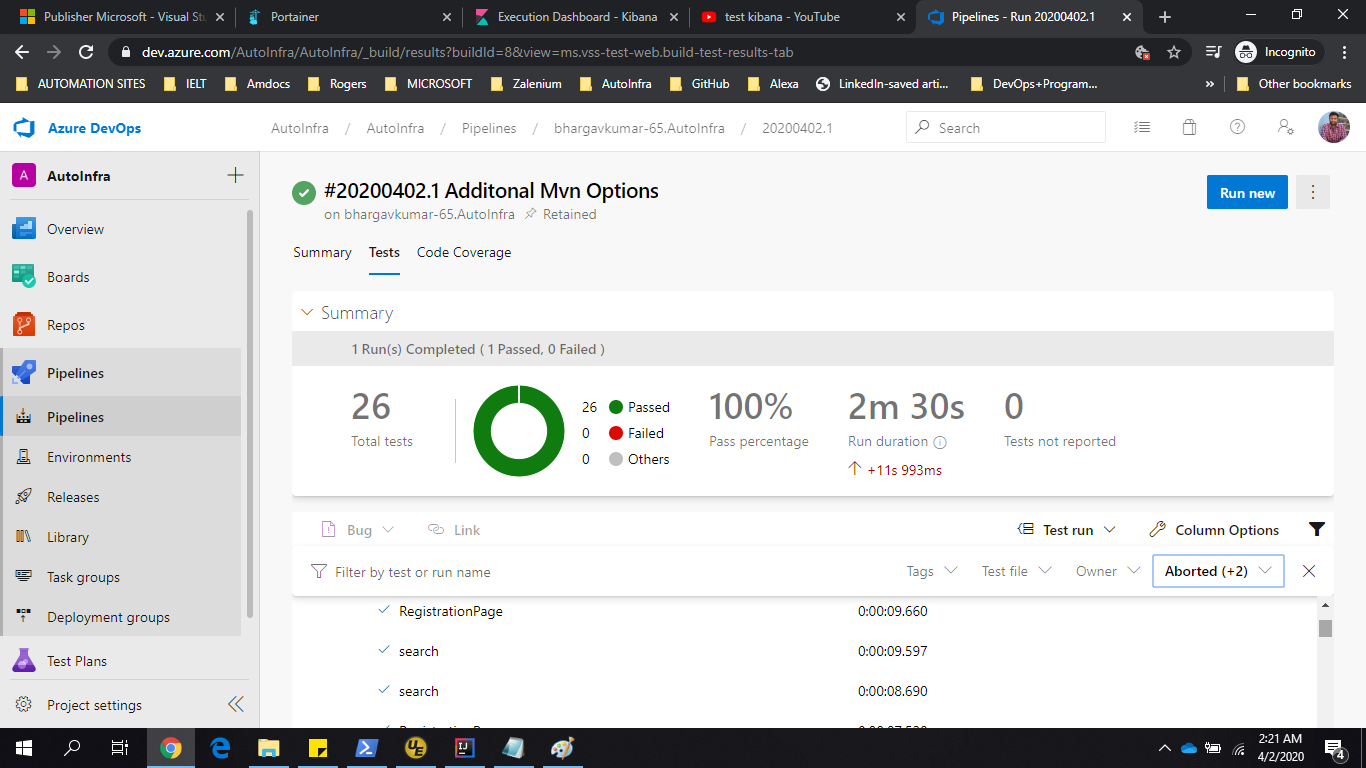 Publisher Microsoft - Visual Stu
Portainer
Execution Dashboard - Kibana
test kibana - YouTube
Pipelines - Run 20200402.1
dev.azure.com/AutoInfra/AutoInfra/_build/results?buildId=8&view=ms.vss-test-web.build-test-results-tab
Incognito
AUTOMATION SITES
IELT
Amdocs
Rogers
MICROSOFT
Zalenium
AutoInfra
GitHub
Alexa
LinkedIn-saved arti...
DevOps+Program...
»
Other bookmarks
Azure DevOps
AutoInfra / AutoInfra / Pipelines / bhargavkumar-65.AutoInfra / 20200402.1
Search
A AutoInfra
Overview
Boards
Repos
Pipelines
Pipelines
Environments
Releases
Library
Task groups
Deployment groups
Test Plans
Project settings
#20200402.1 Additonal Mvn Options
on bhargavkumar-65.AutoInfra Retained
Run new
Summary Tests Code Coverage
Summary
1 Run(s) Completed ( 1 Passed, 0 Failed )
26
Total tests
26 Passed
0 Failed
0 Others
100%
Pass percentage
2m 30s
Run duration
+11s 993ms
0
Tests not reported
Bug Link Test run Column Options
Filter by test or run name Tags Test file Owner Aborted (+2)
RegistrationPage 0:00:09.660
search 0:00:09.597
search 0:00:08.690
2:21 AM
4/2/2020
4